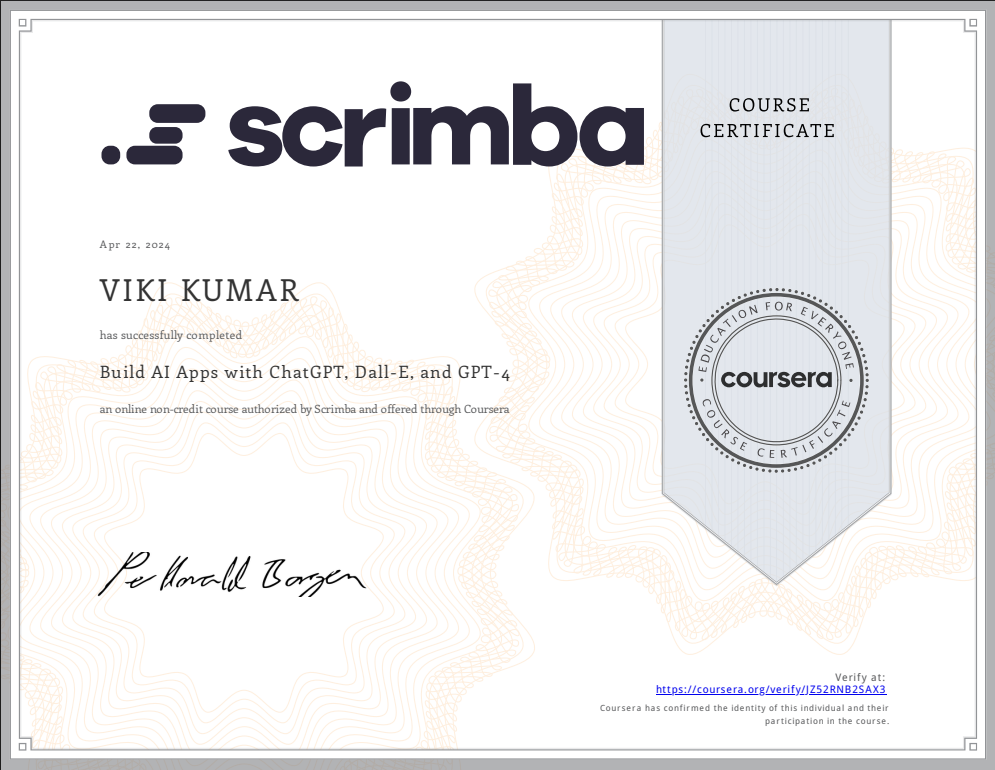 scrimba
COURSE
CERTIFICATE
Apr 22, 2024
VIKI KUMAR
has successfully completed
Build AI Apps with ChatGPT, Dall-E, and GPT-4
an online non-credit course authorized by Scrimba and offered through Coursera
EDUCATION FOR EVERYONE
coursera
COURSE CERTIFICATE
Per Harald Borgen
Verify at:
https://coursera.org/verify/JZ52RNB2SAX3
Coursera has confirmed the identity of this individual and their
participation in the course.